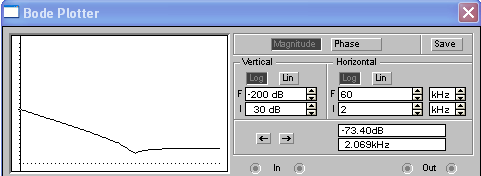 Bode Plotter
Magnitude Phase Save
Vertical Horizontal
Log Lin Log Lin
F -200 dB F 60 kHz
I 30 dB I 2 kHz
-73.40dB
2.069kHz
In Out